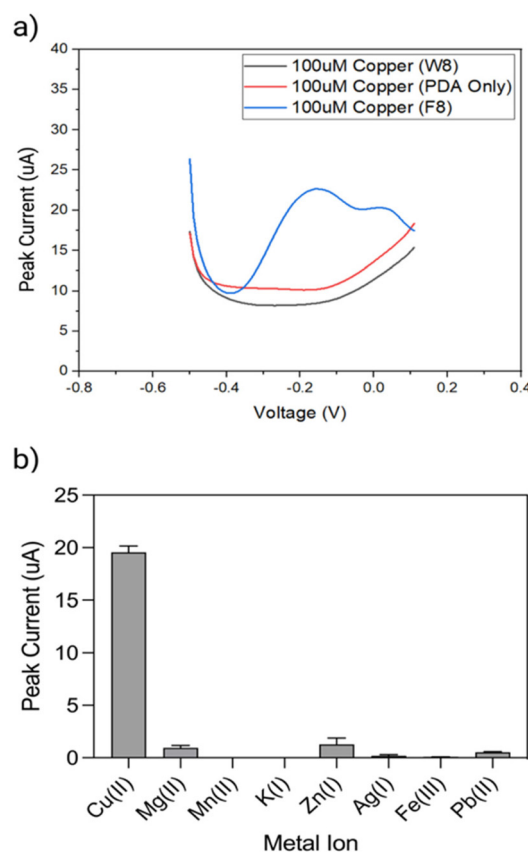 a)
40
35
30
25
20
15
10
5
0
Peak Current (uA)
100uM Copper (W8)
100uM Copper (PDA Only)
100uM Copper (F8)
-0.8 -0.6 -0.4 -0.2 0.0 0.2 0.4
Voltage (V)
b)
25
20
15
10
5
0
Peak Current (uA)
Cu(II) Mg(II) Mn(II) K(I) Zn(I) Ag(I) Fe(III) Pb(II)
Metal Ion